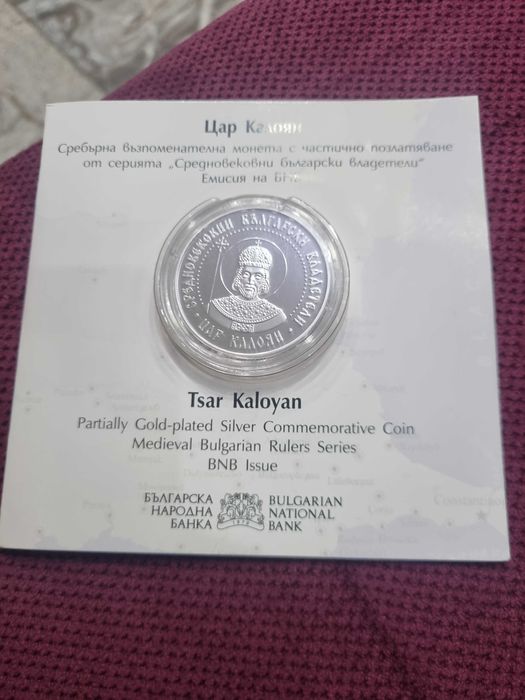 Цар Калоян
Сребърна възпоменателна монета с частично позлатяване
от серията „Средновековни български владетели“
Емисия на БНБ
СРЕДНОВЕКОВНИ БЪЛГАРСКИ ВЛАДЕТЕЛИ
ЦАР КАЛОЯН
Tsar Kaloyan
Partially Gold-plated Silver Commemorative Coin
Medieval Bulgarian Rulers Series
BNB Issue
БЪЛГАРСКА
НАРОДНА
БАНКА
1879
BULGARIAN
NATIONAL
BANK